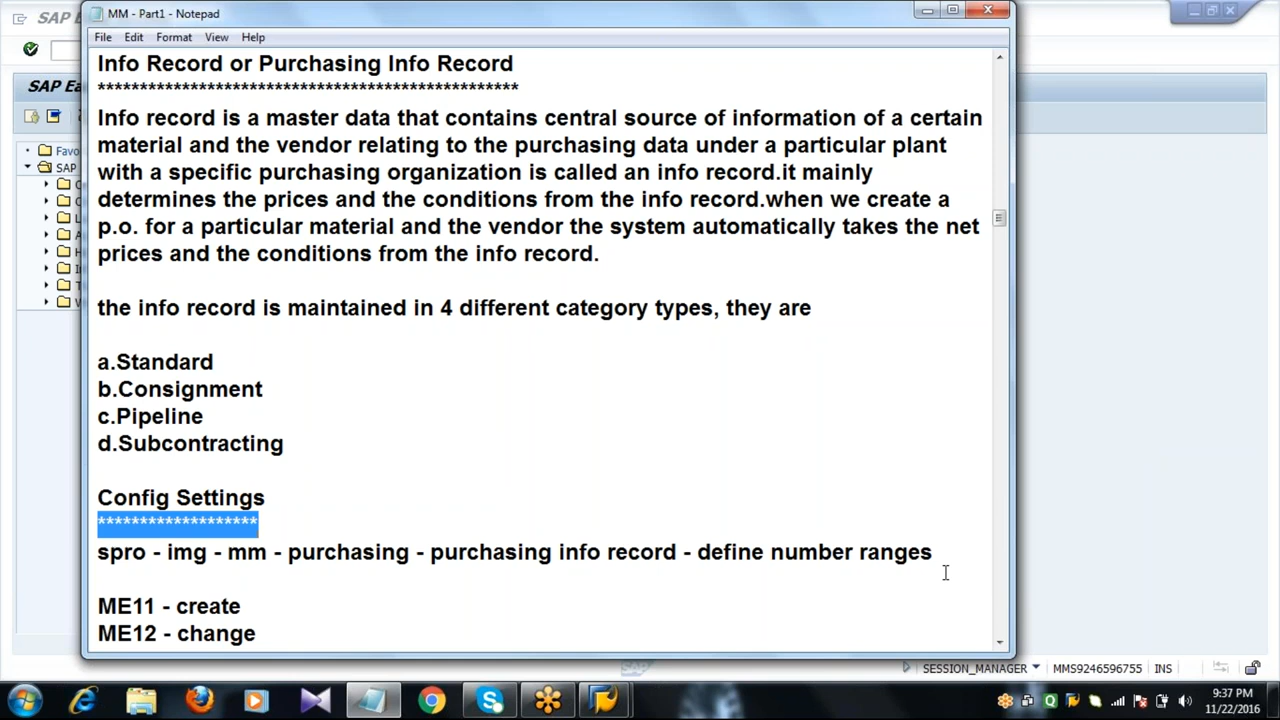 SAP
MM - Part1 - Notepad
File Edit Format View Help
Info Record or Purchasing Info Record
**************************************************
Info record is a master data that contains central source of information of a certain
material and the vendor relating to the purchasing data under a particular plant
with a specific purchasing organization is called an info record.it mainly
determines the prices and the conditions from the info record.when we create a
p.o. for a particular material and the vendor the system automatically takes the net
prices and the conditions from the info record.
the info record is maintained in 4 different category types, they are
a.Standard
b.Consignment
c.Pipeline
d.Subcontracting
Config Settings
*******************
spro - img - mm - purchasing - purchasing info record - define number ranges
ME11 - create
ME12 - change
SAP Ea
Favo
SAP
SAP
SESSION_MANAGER MMS9246596755 INS
9:37 PM
11/22/2016